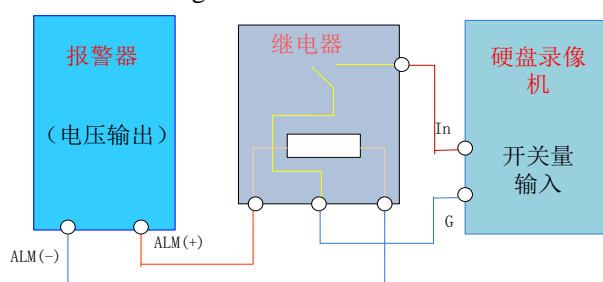 报警器
（电压输出）
ALM(-)
ALM(+)
继电器
硬盘录像
机
In
开关量
输入
G